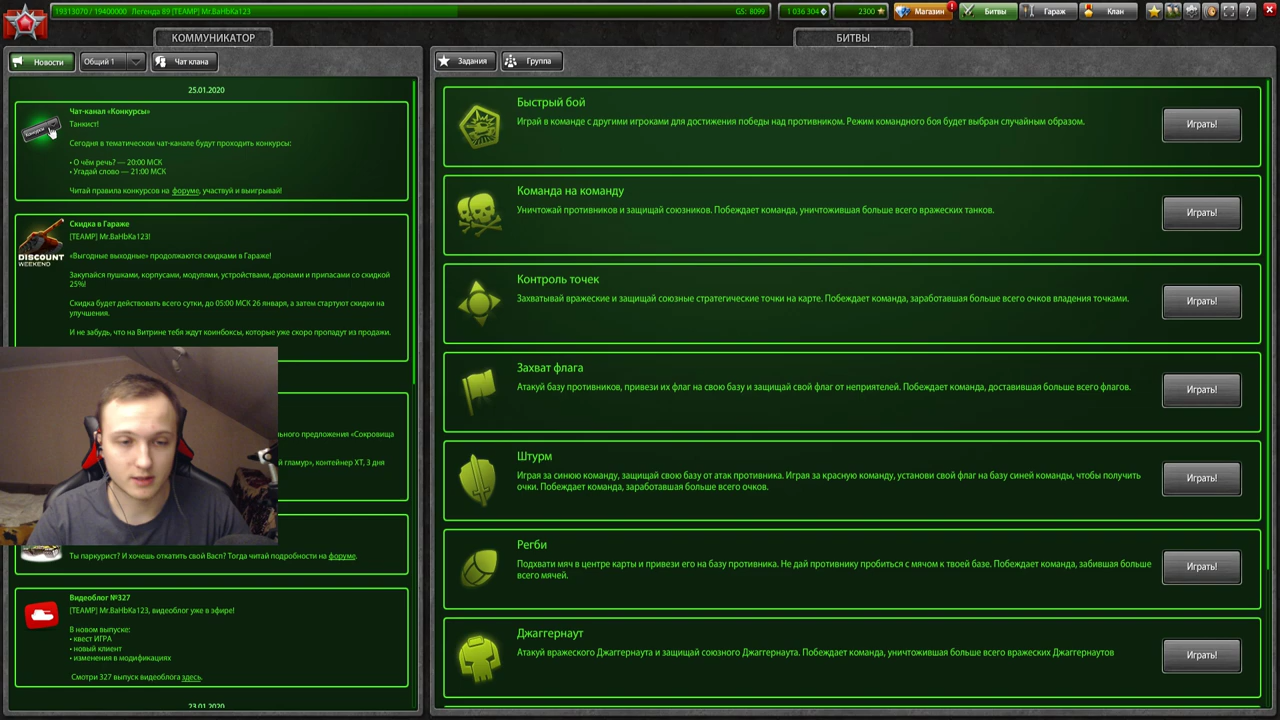 19313070 / 19400000 Легенда 89 [TEAMP] Mr.BaHbKa123
GS: 8099
1 036 304
2300
Магазин
Битвы
Гараж
Клан
?
КОММУНИКАТОР
БИТВЫ
Новости
Общий 1
Чат клана
Задания
Группа
25.01.2020
Чат-канал «Конкурсы»
Танкист!
Сегодня в тематическом чат-канале будут проходить конкурсы:
• О чём речь? — 20:00 МСК
• Угадай слово — 21:00 МСК
Читай правила конкурсов на форуме, участвуй и выигрывай!
Конкурсы
Скидка в Гараже
[TEAMP] Mr.BaHbKa123!
«Выгодные выходные» продолжаются скидками в Гараже!
Закупайся пушками, корпусами, модулями, устройствами, дронами и припасами со скидкой
25%!
Скидка будет действовать всего сутки, до 05:00 МСК 26 января, а затем стартуют скидки на
улучшения.
И не забудь, что на Витрине тебя ждут коинбоксы, которые уже скоро пропадут из продажи.
DISCOUNT
WEEKEND
льного предложения «Сокровища
й гламур», контейнер XT, 3 дня
Ты паркурист? И хочешь откатить свой Васп? Тогда читай подробности на форуме.
Видеоблог №327
[TEAMP] Mr.BaHbKa123, видеоблог уже в эфире!
В новом выпуске:
• квест ИГРА
• новый клиент
• изменения в модификациях
Смотри 327 выпуск видеоблога здесь.
23.01.2020
Быстрый бой
Играй в команде с другими игроками для достижения победы над противником. Режим командного боя будет выбран случайным образом.
Играть!
Команда на команду
Уничтожай противников и защищай союзников. Побеждает команда, уничтожившая больше всего вражеских танков.
Играть!
Контроль точек
Захватывай вражеские и защищай союзные стратегические точки на карте. Побеждает команда, заработавшая больше всего очков владения точками.
Играть!
Захват флага
Атакуй базу противников, привези их флаг на свою базу и защищай свой флаг от неприятелей. Побеждает команда, доставившая больше всего флагов.
Играть!
Штурм
Играя за синюю команду, защищай свою базу от атак противника. Играя за красную команду, установи свой флаг на базу синей команды, чтобы получить
очки. Побеждает команда, заработавшая больше всего очков.
Играть!
Регби
Подхвати мяч в центре карты и привези его на базу противника. Не дай противнику пробиться с мячом к твоей базе. Побеждает команда, забившая больше
всего мячей.
Играть!
Джаггернаут
Атакуй вражеского Джаггернаута и защищай союзного Джаггернаута. Побеждает команда, уничтожившая больше всего вражеских Джаггернаутов
Играть!